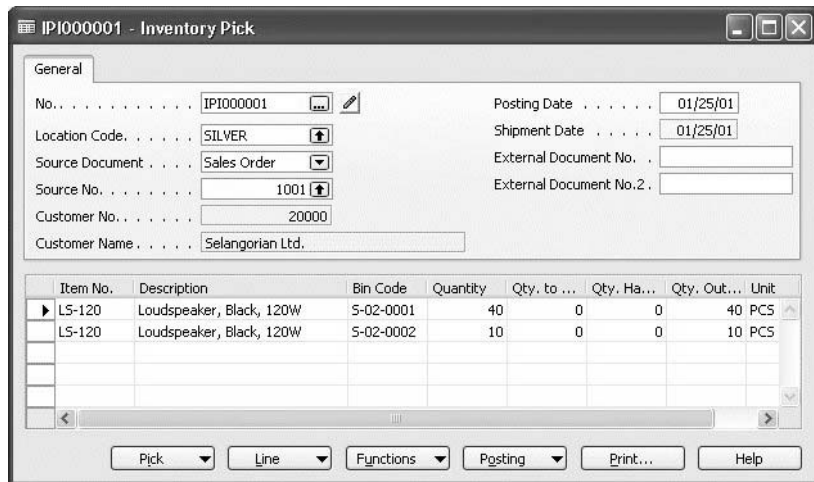 IPI000001 - Inventory Pick
General
No. . . . . . . . . . . . IPI000001
Location Code. . . . . . SILVER
Source Document . . . . Sales Order
Source No. . . . . . . . 1001
Customer No. . . . . . . 20000
Customer Name . . . . . Selangorian Ltd.
Posting Date . . . . . . 01/25/01
Shipment Date . . . . . 01/25/01
External Document No. .
External Document No.2 .
Item No. Description Bin Code Quantity Qty. to ... Qty. Ha... Qty. Out... Unit
LS-120 Loudspeaker, Black, 120W S-02-0001 40 0 0 40 PCS
LS-120 Loudspeaker, Black, 120W S-02-0002 10 0 0 10 PCS
Pick Line Functions Posting Print... Help